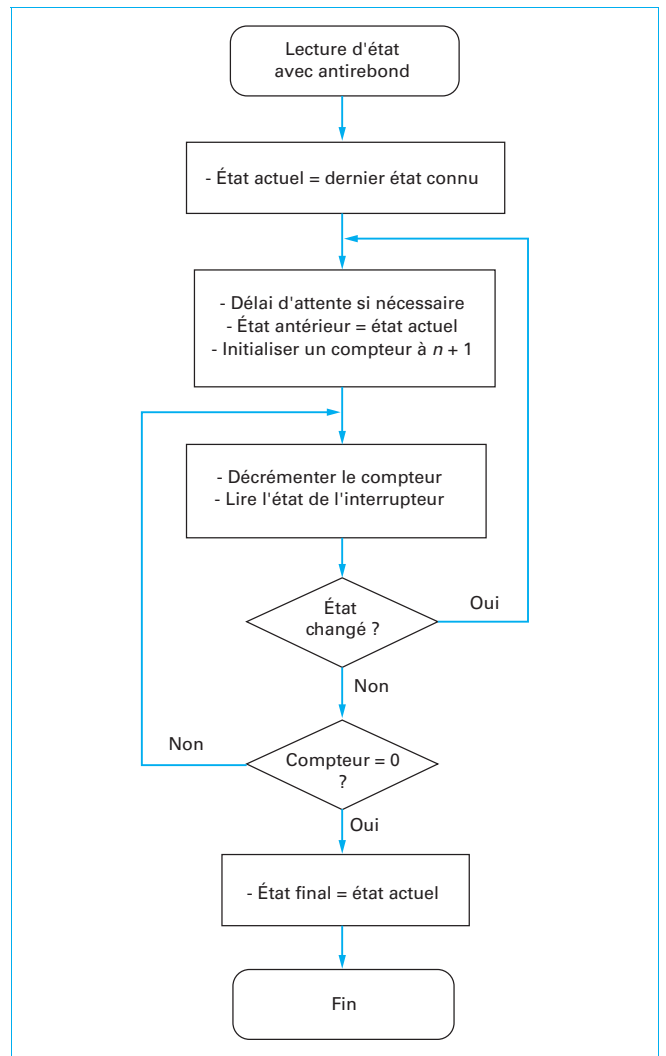 Lecture d'état
avec antirebond
- État actuel = dernier état connu
- Délai d'attente si nécessaire
- État antérieur = état actuel
- Initialiser un compteur à n + 1
- Décrémenter le compteur
- Lire l'état de l'interrupteur
État
changé ?
Oui
Non
Non
Compteur = 0
?
Oui
- État final = état actuel
Fin